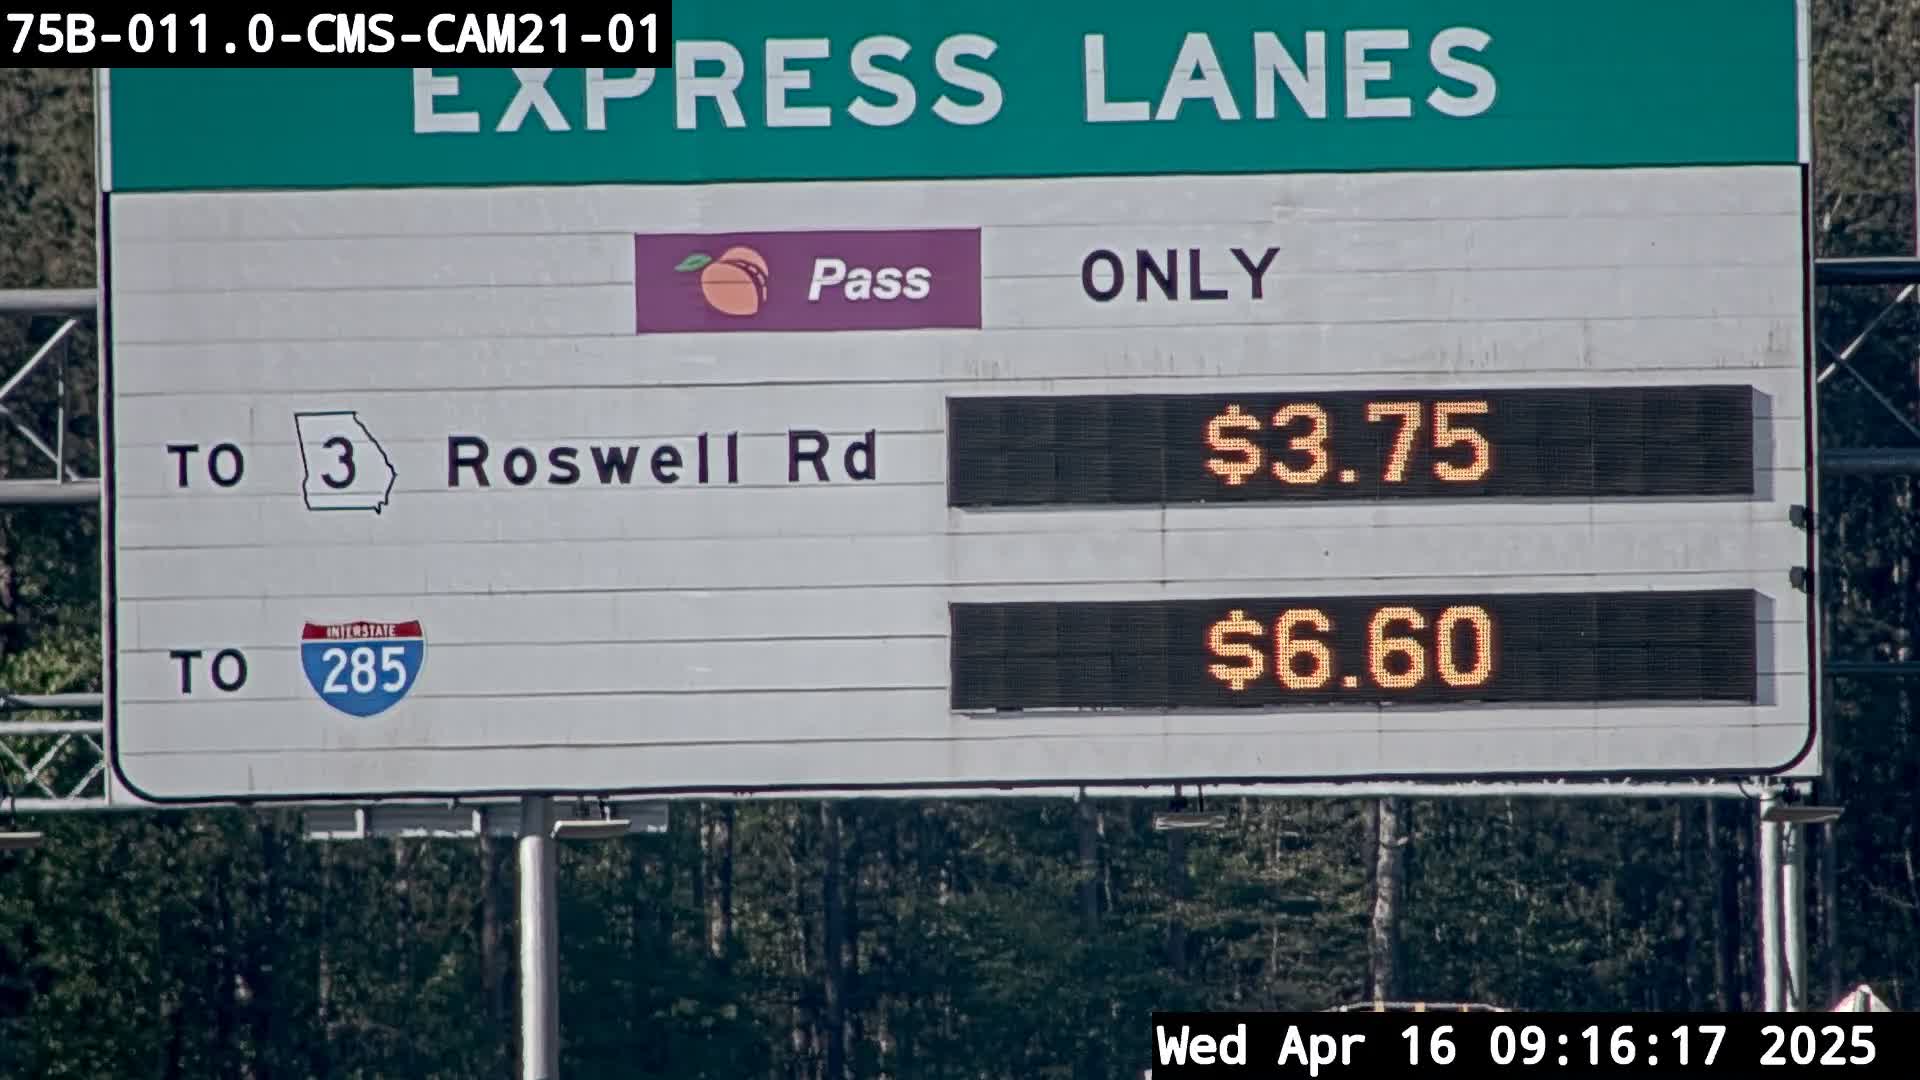 75B-011.0-CMS-CAM21-01
EXPRESS LANES
Pass ONLY
TO 3 Roswell Rd $3.75
TO INTERSTATE 285 $6.60
Wed Apr 16 09:16:17 2025